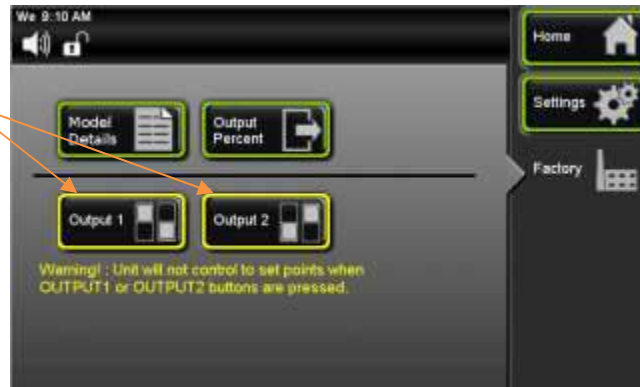 We 9:10 AM
Home
Settings
Factory
Model
Details
Output
Percent
Output 1
Output 2
Warning! : Unit will not control to set points when
OUTPUT1 or OUTPUT2 buttons are pressed.